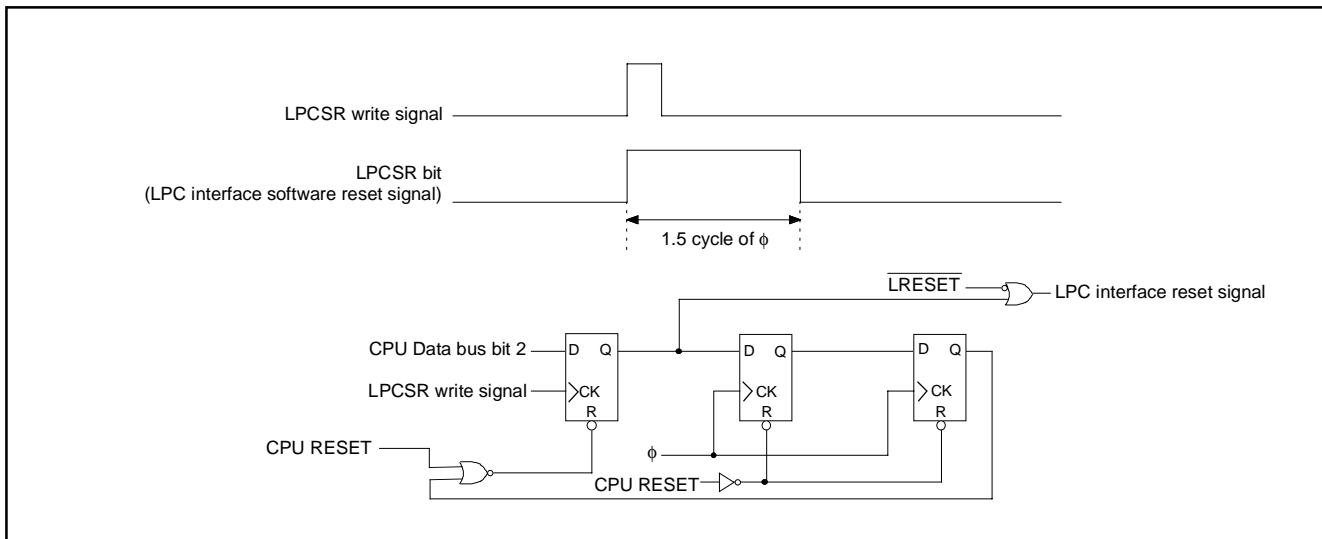 LPCSR write signal
LPCSR bit
(LPC interface software reset signal)
1.5 cycle of ϕ
LRESET
LPC interface reset signal
CPU Data bus bit 2
D Q
D Q
D Q
LPCSR write signal
CK
CK
CK
R
R
R
CPU RESET
ϕ
CPU RESET